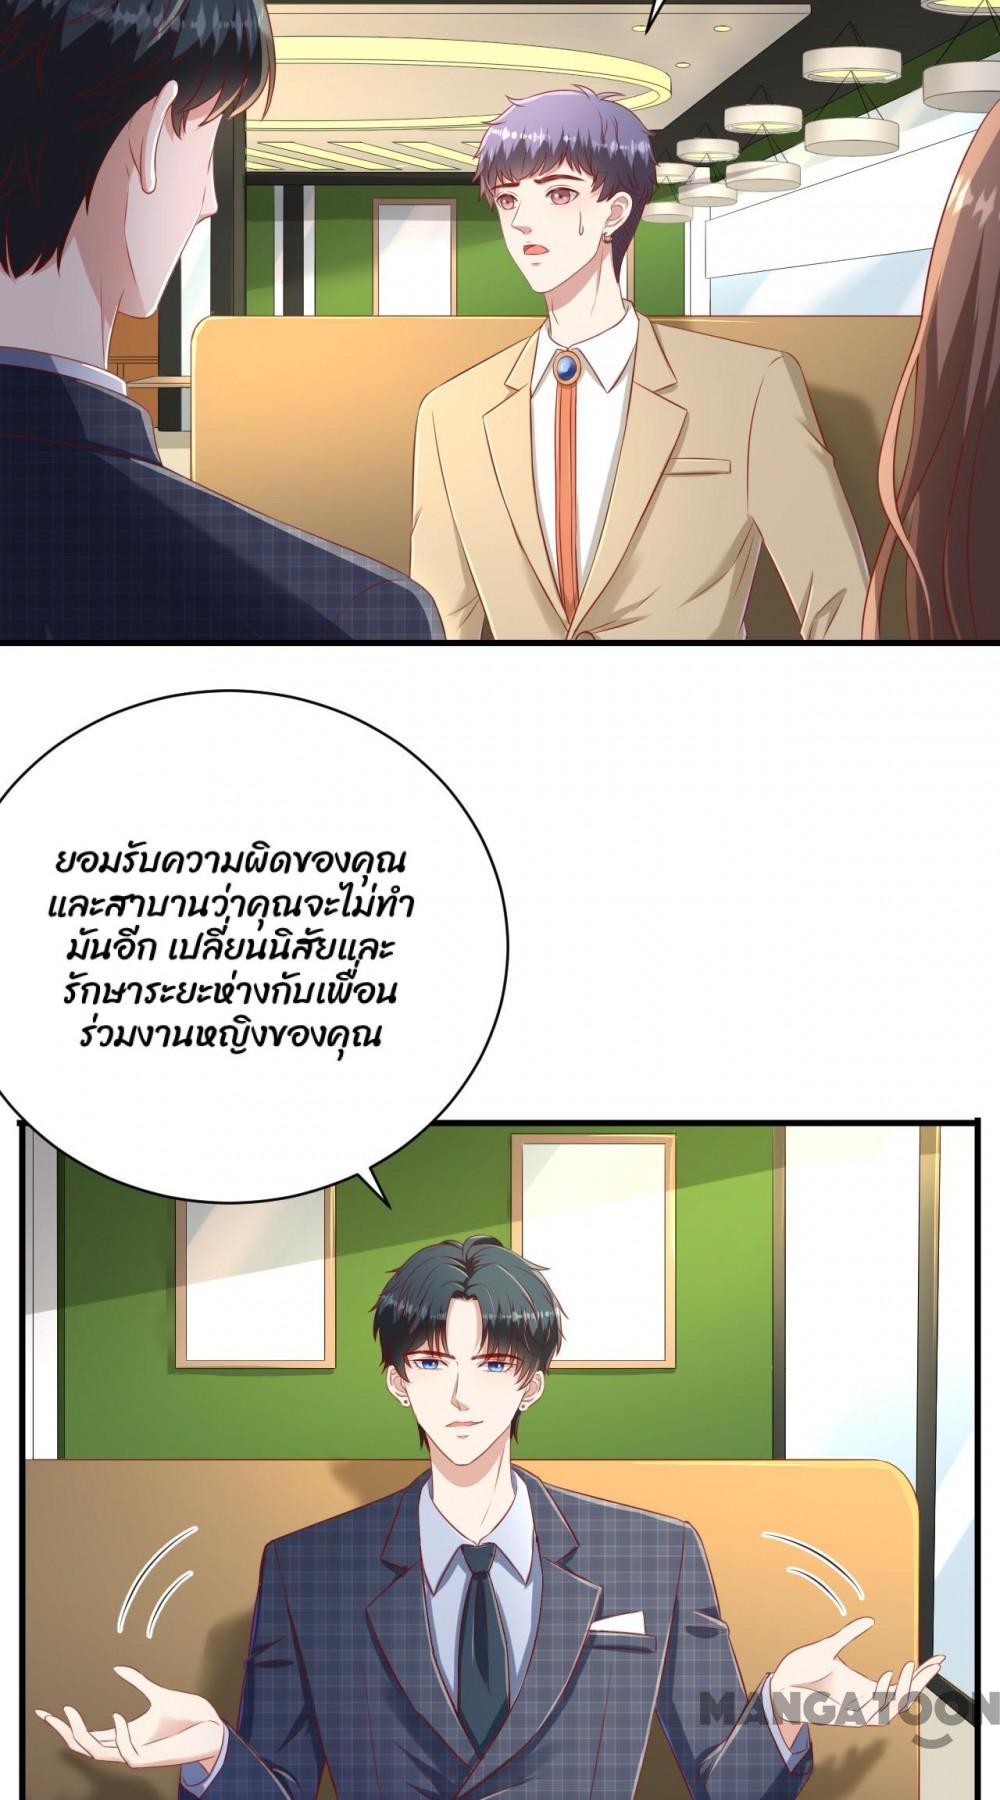 ยอมรับความผิดของคุณ
และสาบานว่าคุณจะไม่ทำ
มันอีก เปลี่ยนนิสัยและ
รักษาระยะห่างกับเพื่อน
ร่วมงานหญิงของคุณ
MANGATOON